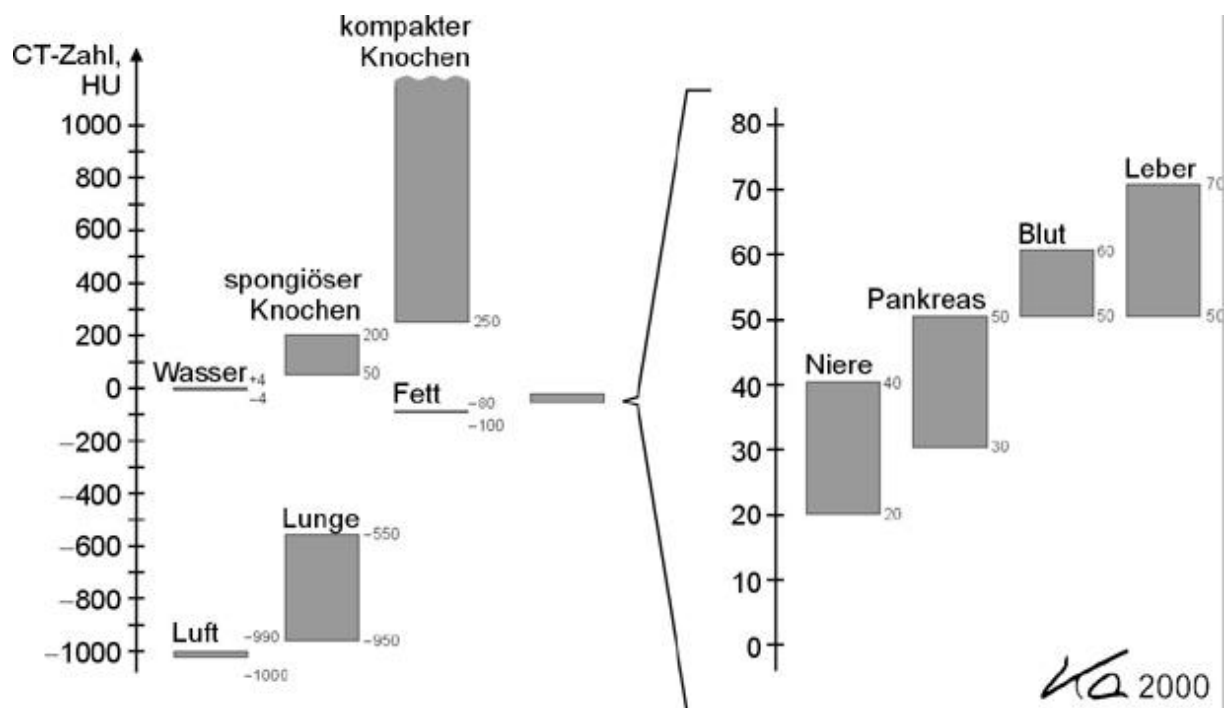 kompakter
Knochen
CT-Zahl,
HU
1000
800
600
400
200
0
−200
−400
−600
−800
−1000
spongiöser
Knochen
200
50
250
Wasser
+4
−4
Fett
−80
−100
Lunge
−550
−950
Luft
−990
−1000
80
70
60
50
40
30
20
10
0
Leber
70
50
Blut
60
50
Pankreas
50
30
Niere
40
20
2000